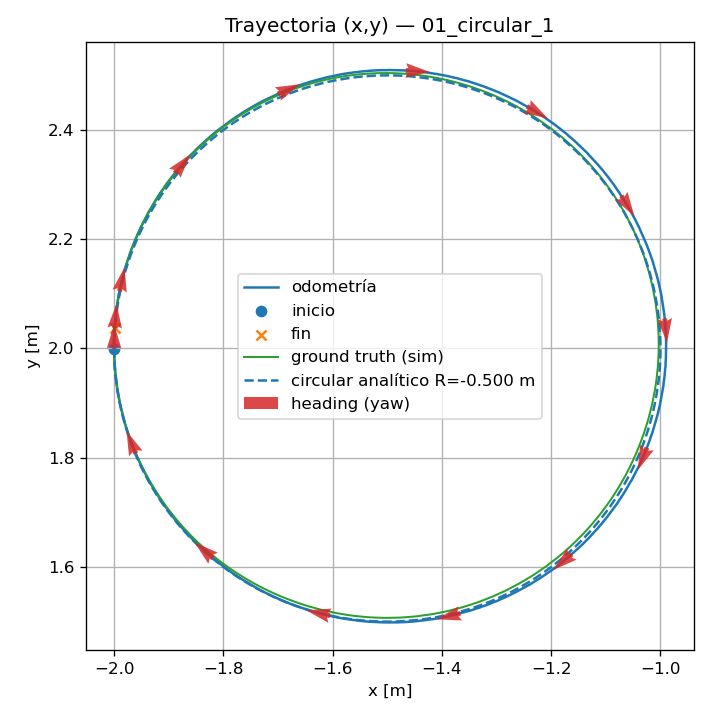 Trayectoria (x,y) — 01_circular_1
y [m]
2.4
2.2
2.0
1.8
1.6
odometría
inicio
fin
ground truth (sim)
circular analítico R=-0.500 m
heading (yaw)
−2.0 −1.8 −1.6 −1.4 −1.2 −1.0
x [m]